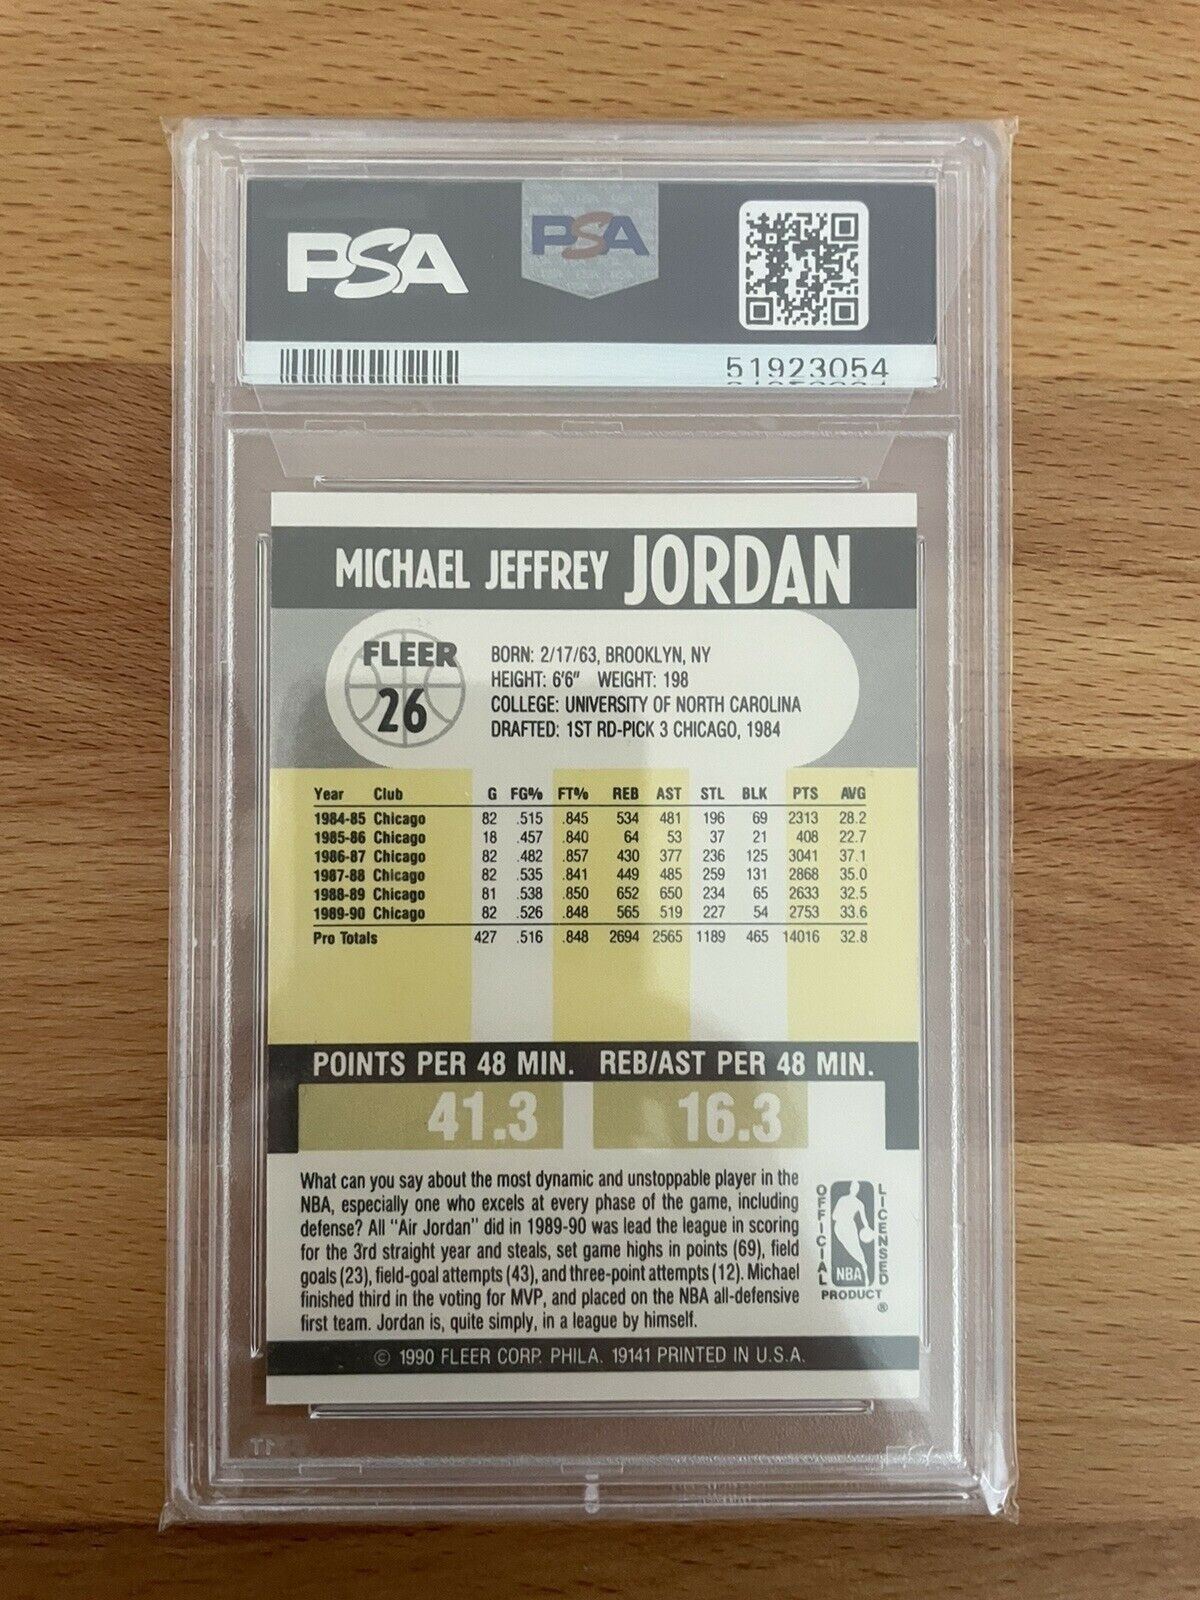 PSA PSA
51923054
MICHAEL JEFFREY JORDAN
FLEER
26
BORN: 2/17/63, BROOKLYN, NY
HEIGHT: 6'6" WEIGHT: 198
COLLEGE: UNIVERSITY OF NORTH CAROLINA
DRAFTED: 1ST RD-PICK 3 CHICAGO, 1984
Year Club G FG% FT% REB AST STL BLK PTS AVG
1984-85 Chicago 82 .515 .845 534 481 196 69 2313 28.2
1985-86 Chicago 18 .457 .840 64 53 37 21 408 22.7
1986-87 Chicago 82 .482 .857 430 377 236 125 3041 37.1
1987-88 Chicago 82 .535 .841 449 485 259 131 2868 35.0
1988-89 Chicago 81 .538 .850 652 650 234 65 2633 32.5
1989-90 Chicago 82 .526 .848 565 519 227 54 2753 33.6
Pro Totals 427 .516 .848 2694 2565 1189 465 14016 32.8
POINTS PER 48 MIN. REB/AST PER 48 MIN.
41.3 16.3
What can you say about the most dynamic and unstoppable player in the
NBA, especially one who excels at every phase of the game, including
defense? All "Air Jordan" did in 1989-90 was lead the league in scoring
for the 3rd straight year and steals, set game highs in points (69), field
goals (23), field-goal attempts (43), and three-point attempts (12). Michael
finished third in the voting for MVP, and placed on the NBA all-defensive
first team. Jordan is, quite simply, in a league by himself.
OFFICIAL
NBA
LICENSED
PRODUCT
®
© 1990 FLEER CORP. PHILA. 19141 PRINTED IN U.S.A.